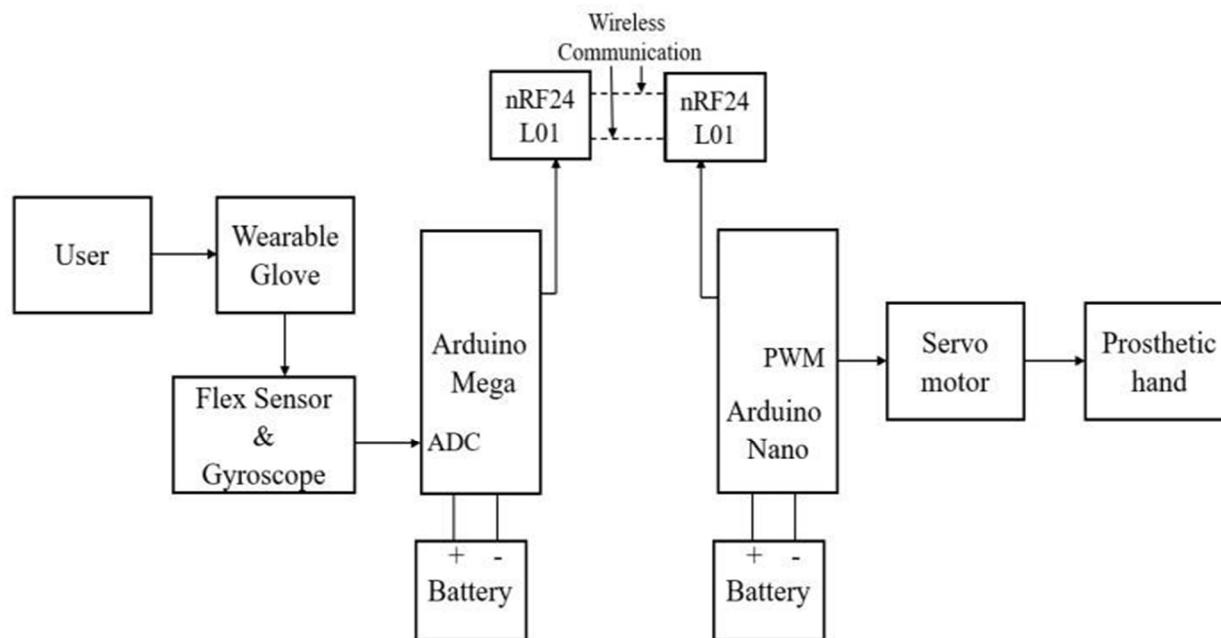 Wireless
Communication
nRF24
L01
nRF24
L01
User
Wearable
Glove
Flex Sensor
&
Gyroscope
Arduino
Mega
ADC
+ -
Battery
PWM
Arduino
Nano
+ -
Battery
Servo
motor
Prosthetic
hand